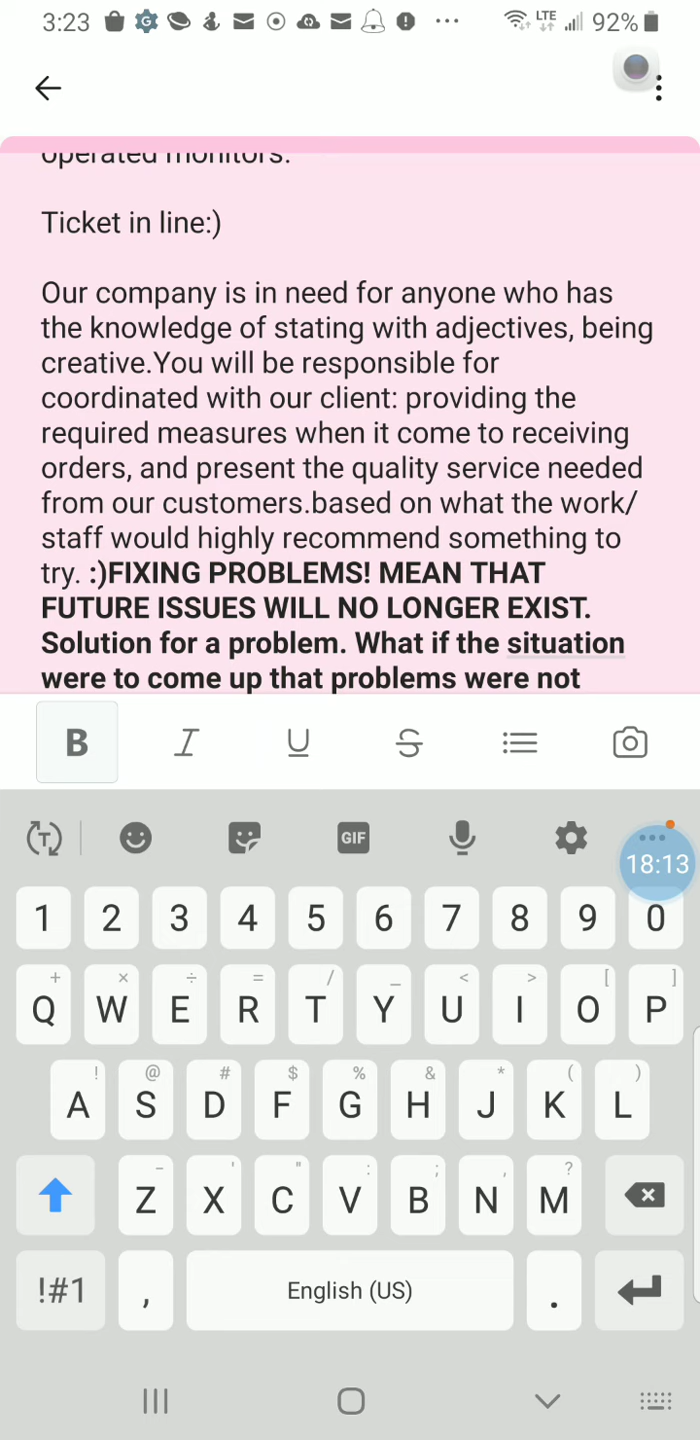 3:23 LTE 92%
operated monitors.
Ticket in line:)
Our company is in need for anyone who has
the knowledge of stating with adjectives, being
creative.You will be responsible for
coordinated with our client: providing the
required measures when it come to receiving
orders, and present the quality service needed
from our customers.based on what the work/
staff would highly recommend something to
try. :)FIXING PROBLEMS! MEAN THAT
FUTURE ISSUES WILL NO LONGER EXIST.
Solution for a problem. What if the situation
were to come up that problems were not
B I U S
T GIF
18:13
1 2 3 4 5 6 7 8 9 0
+ × ÷ = / _ < > [ ]
Q W E R T Y U I O P
! @ # $ % & * ( )
A S D F G H J K L
- ' " : ; , ?
Z X C V B N M
!#1 , English (US) .